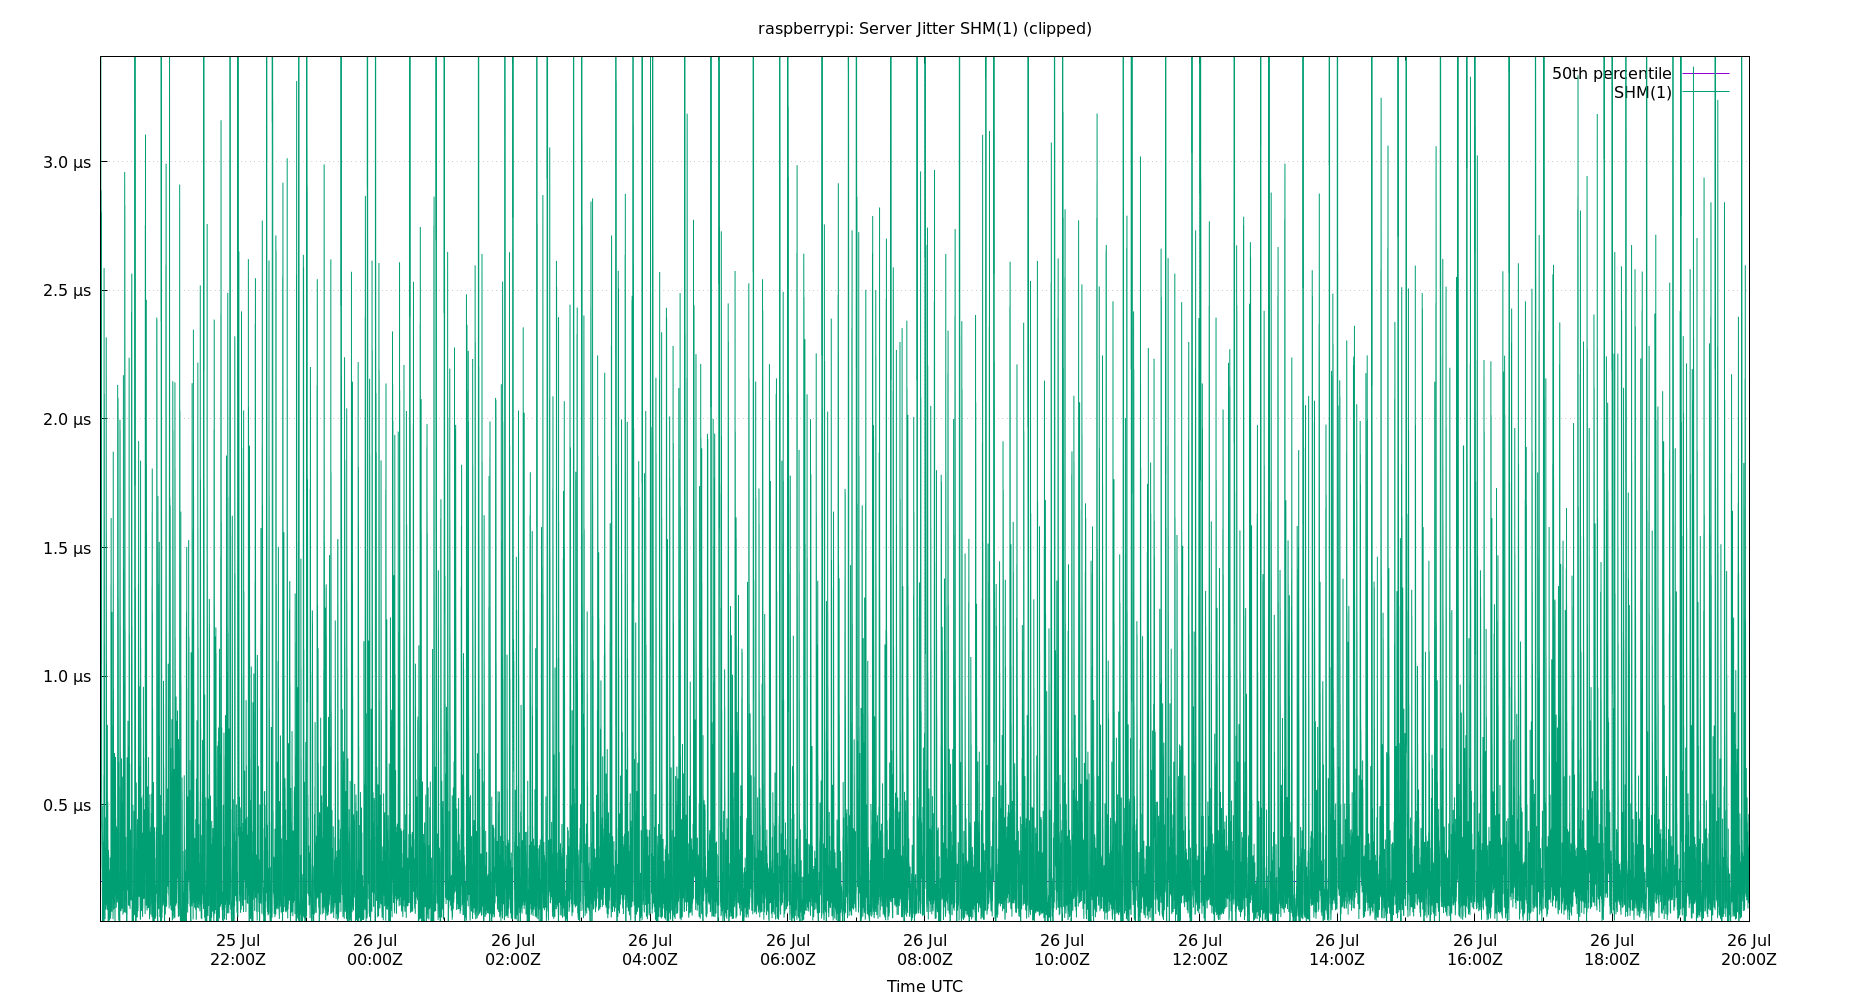 raspberrypi: Server Jitter SHM(1) (clipped)
50th percentile
SHM(1)
3.0 µs
2.5 µs
2.0 µs
1.5 µs
1.0 µs
0.5 µs
25 Jul 26 Jul 26 Jul 26 Jul 26 Jul 26 Jul 26 Jul 26 Jul 26 Jul 26 Jul 26 Jul 26 Jul
22:00Z 00:00Z 02:00Z 04:00Z 06:00Z 08:00Z 10:00Z 12:00Z 14:00Z 16:00Z 18:00Z 20:00Z
Time UTC